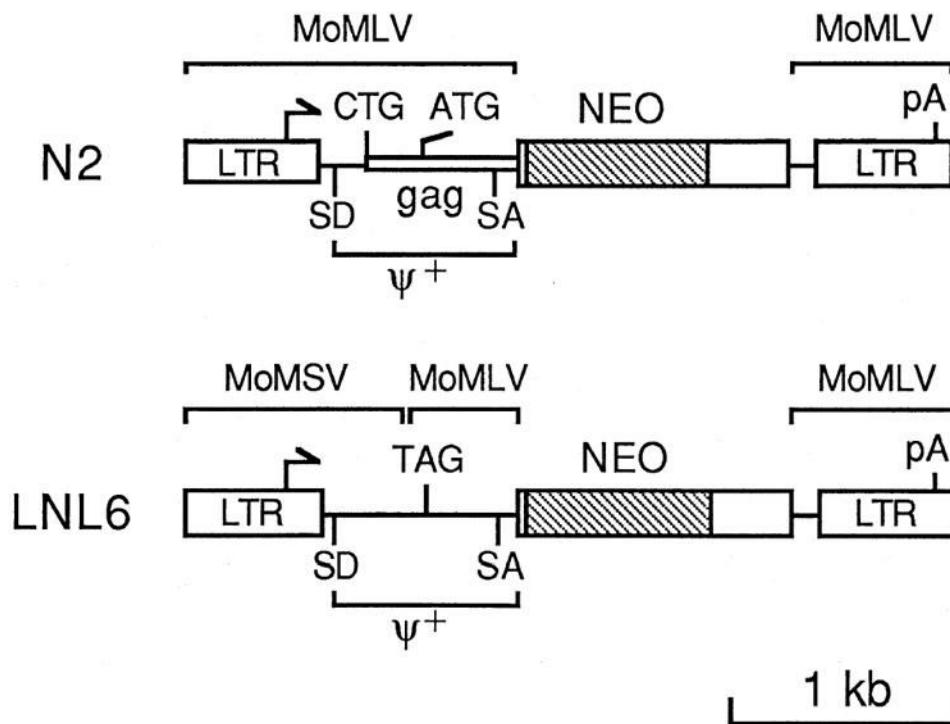 MoMLV MoMLV
CTG ATG NEO pA
N2 LTR LTR
SD gag SA
ψ+
MoMSV MoMLV MoMLV
TAG NEO pA
LNL6 LTR LTR
SD SA
ψ+
1 kb